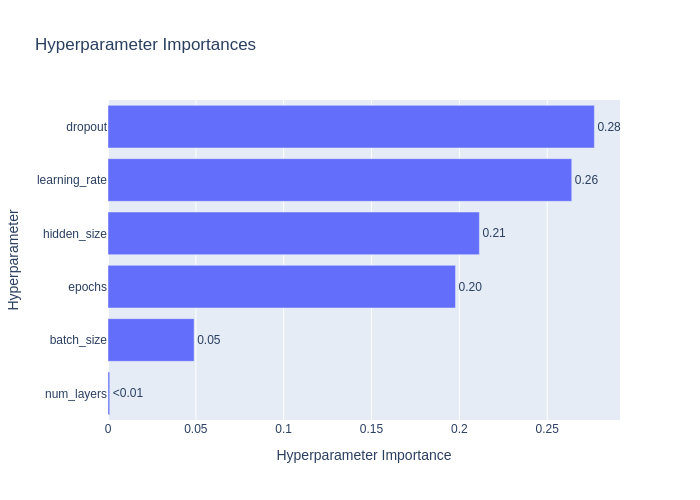 Hyperparameter Importances
Hyperparameter
dropout 0.28
learning_rate 0.26
hidden_size 0.21
epochs 0.20
batch_size 0.05
num_layers <0.01
0 0.05 0.1 0.15 0.2 0.25
Hyperparameter Importance